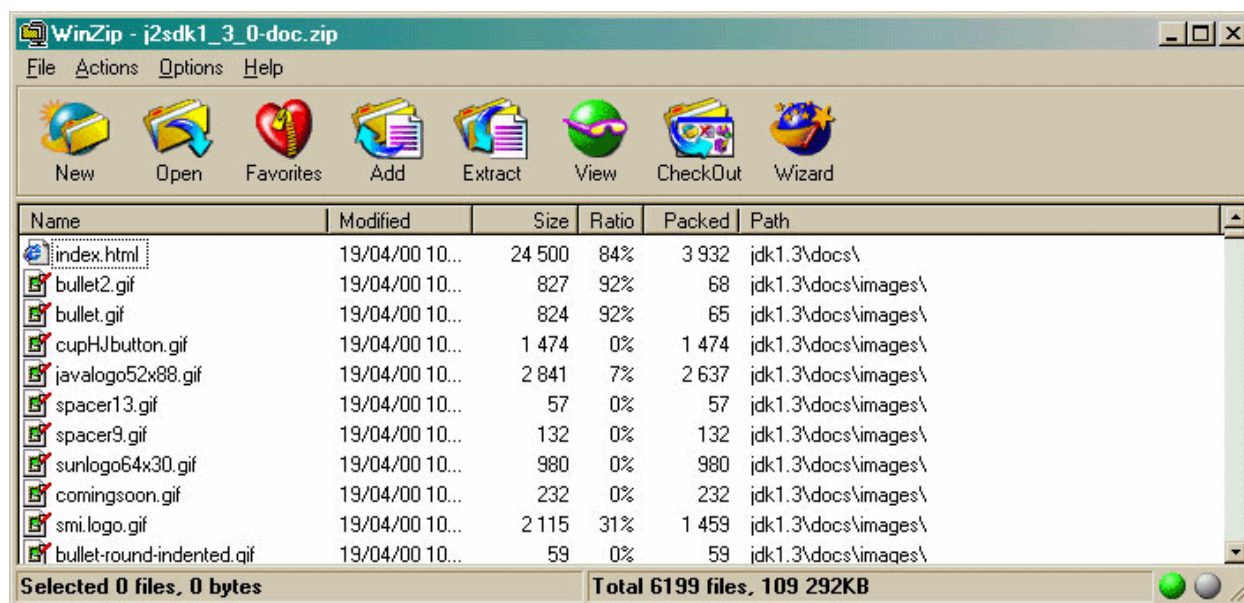 WinZip - j2sdk1_3_0-doc.zip
File Actions Options Help
New Open Favorites Add Extract View CheckOut Wizard
Name Modified Size Ratio Packed Path
index.html 19/04/00 10... 24 500 84% 3 932 jdk1.3\docs\
bullet2.gif 19/04/00 10... 827 92% 68 jdk1.3\docs\images\
bullet.gif 19/04/00 10... 824 92% 65 jdk1.3\docs\images\
cupHJbutton.gif 19/04/00 10... 1 474 0% 1 474 jdk1.3\docs\images\
javalogo52x88.gif 19/04/00 10... 2 841 7% 2 637 jdk1.3\docs\images\
spacer13.gif 19/04/00 10... 57 0% 57 jdk1.3\docs\images\
spacer9.gif 19/04/00 10... 132 0% 132 jdk1.3\docs\images\
sunlogo64x30.gif 19/04/00 10... 980 0% 980 jdk1.3\docs\images\
comingsoon.gif 19/04/00 10... 232 0% 232 jdk1.3\docs\images\
smi.logo.gif 19/04/00 10... 2 115 31% 1 459 jdk1.3\docs\images\
bullet-round-indented.gif 19/04/00 10... 59 0% 59 jdk1.3\docs\images\
Selected 0 files, 0 bytes Total 6199 files, 109 292KB